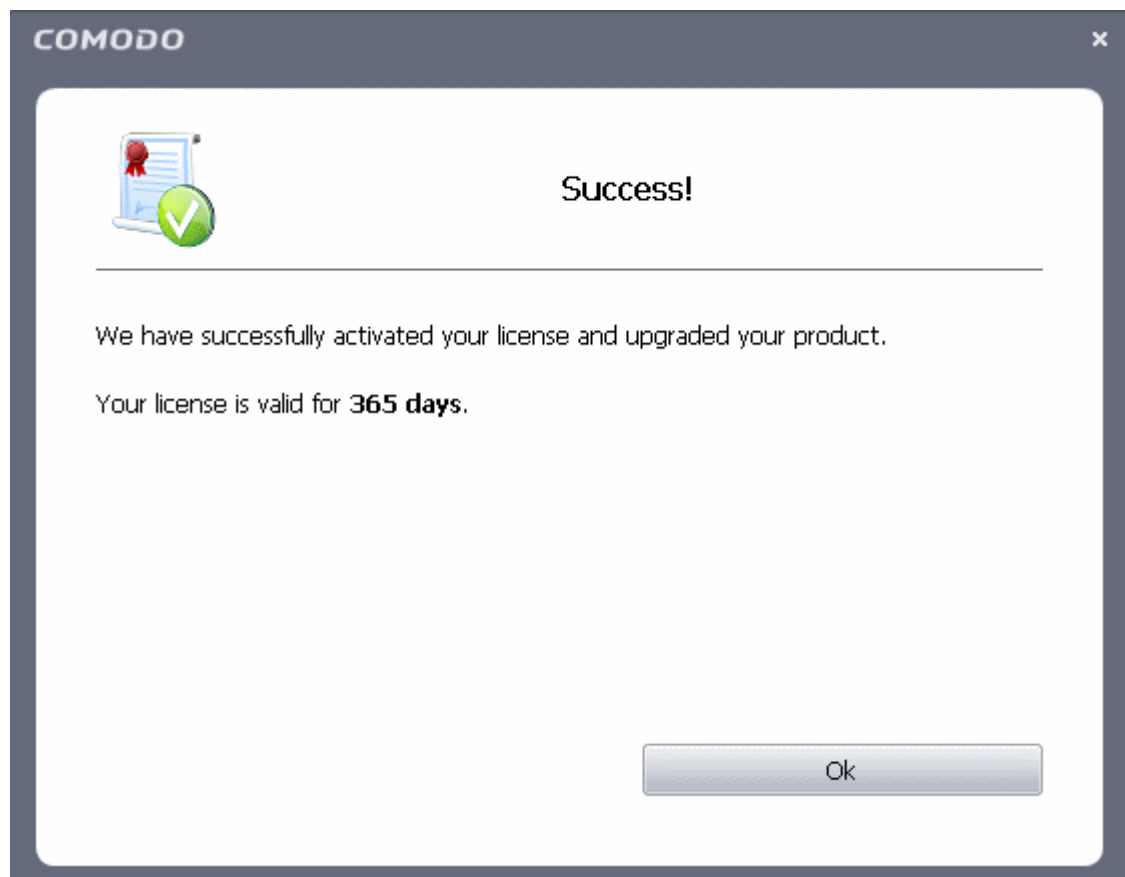 COMODO
Success!
We have successfully activated your license and upgraded your product.
Your license is valid for 365 days.
Ok